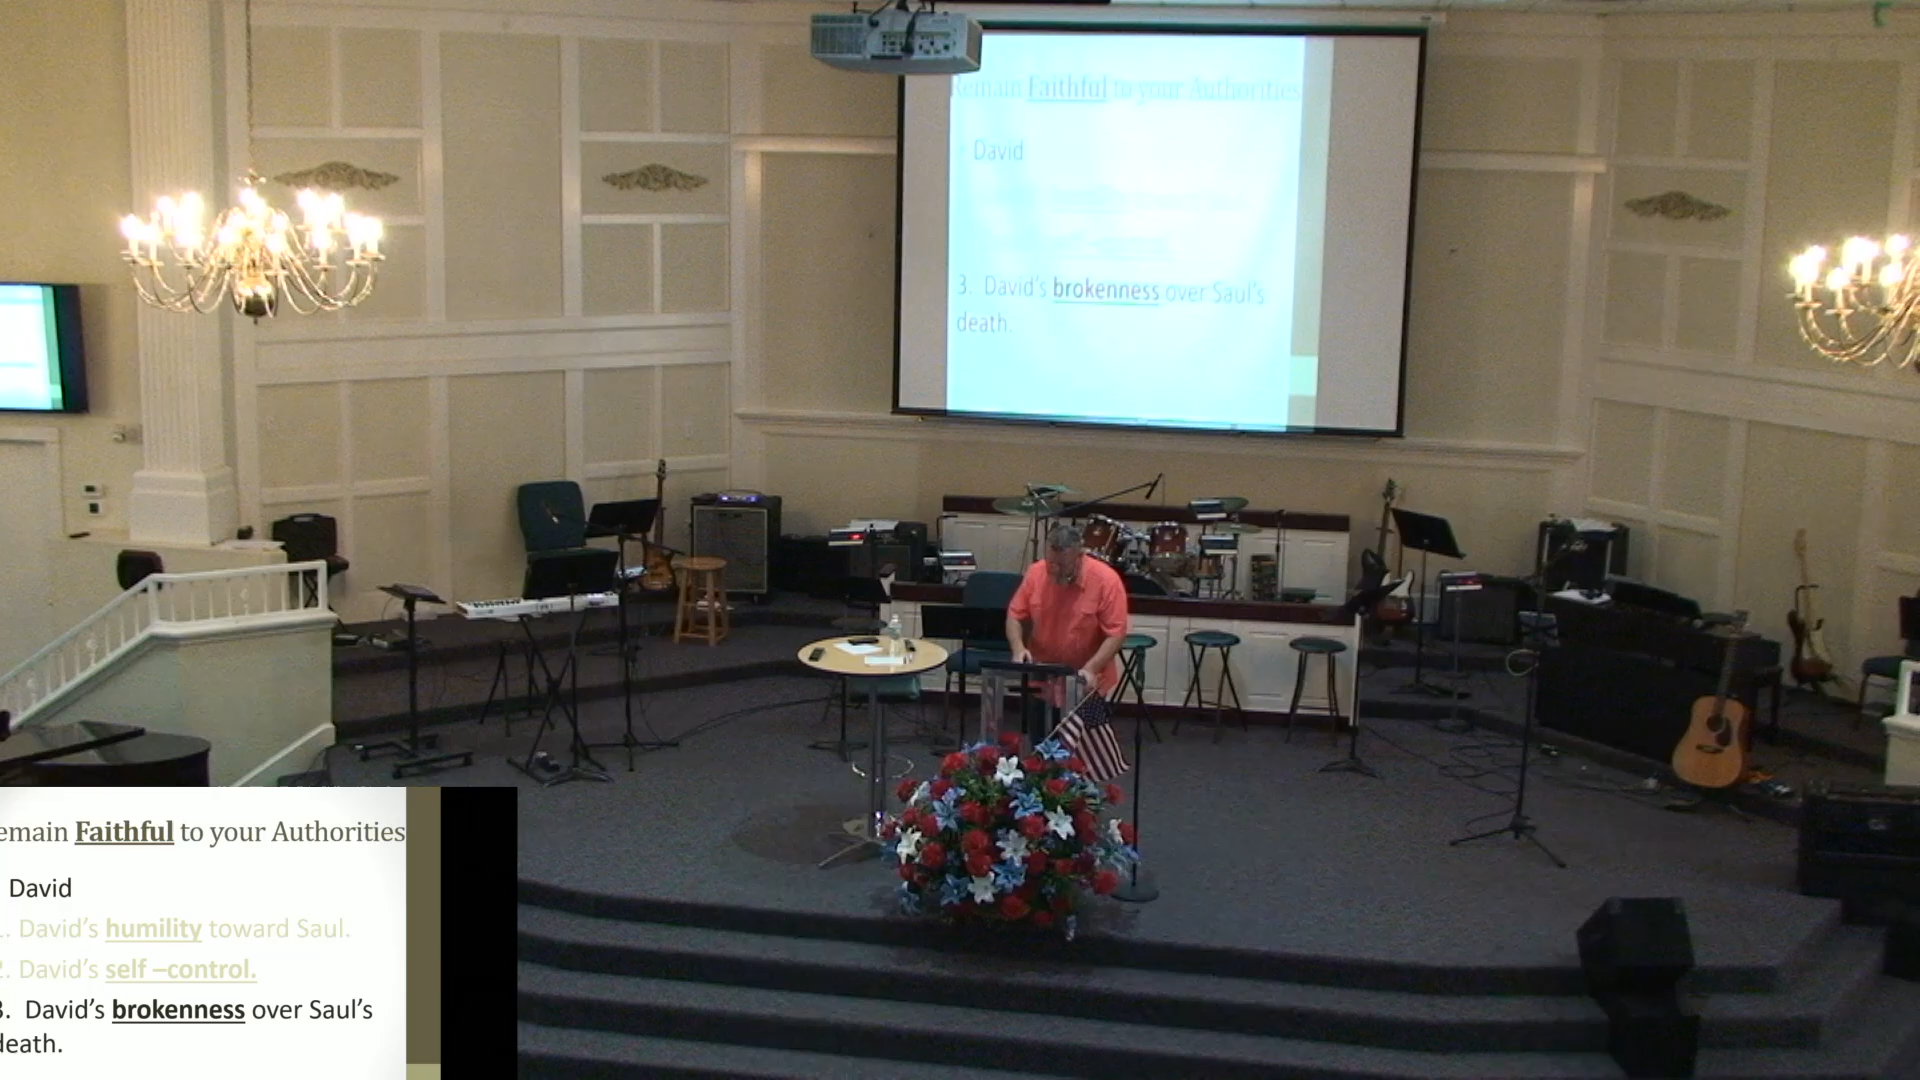 Remain Faithful to your Authorities
David
3. David's brokenness over Saul's
death.
emain Faithful to your Authorities
David
. David's humility toward Saul.
2. David's self –control.
3. David's brokenness over Saul's
death.